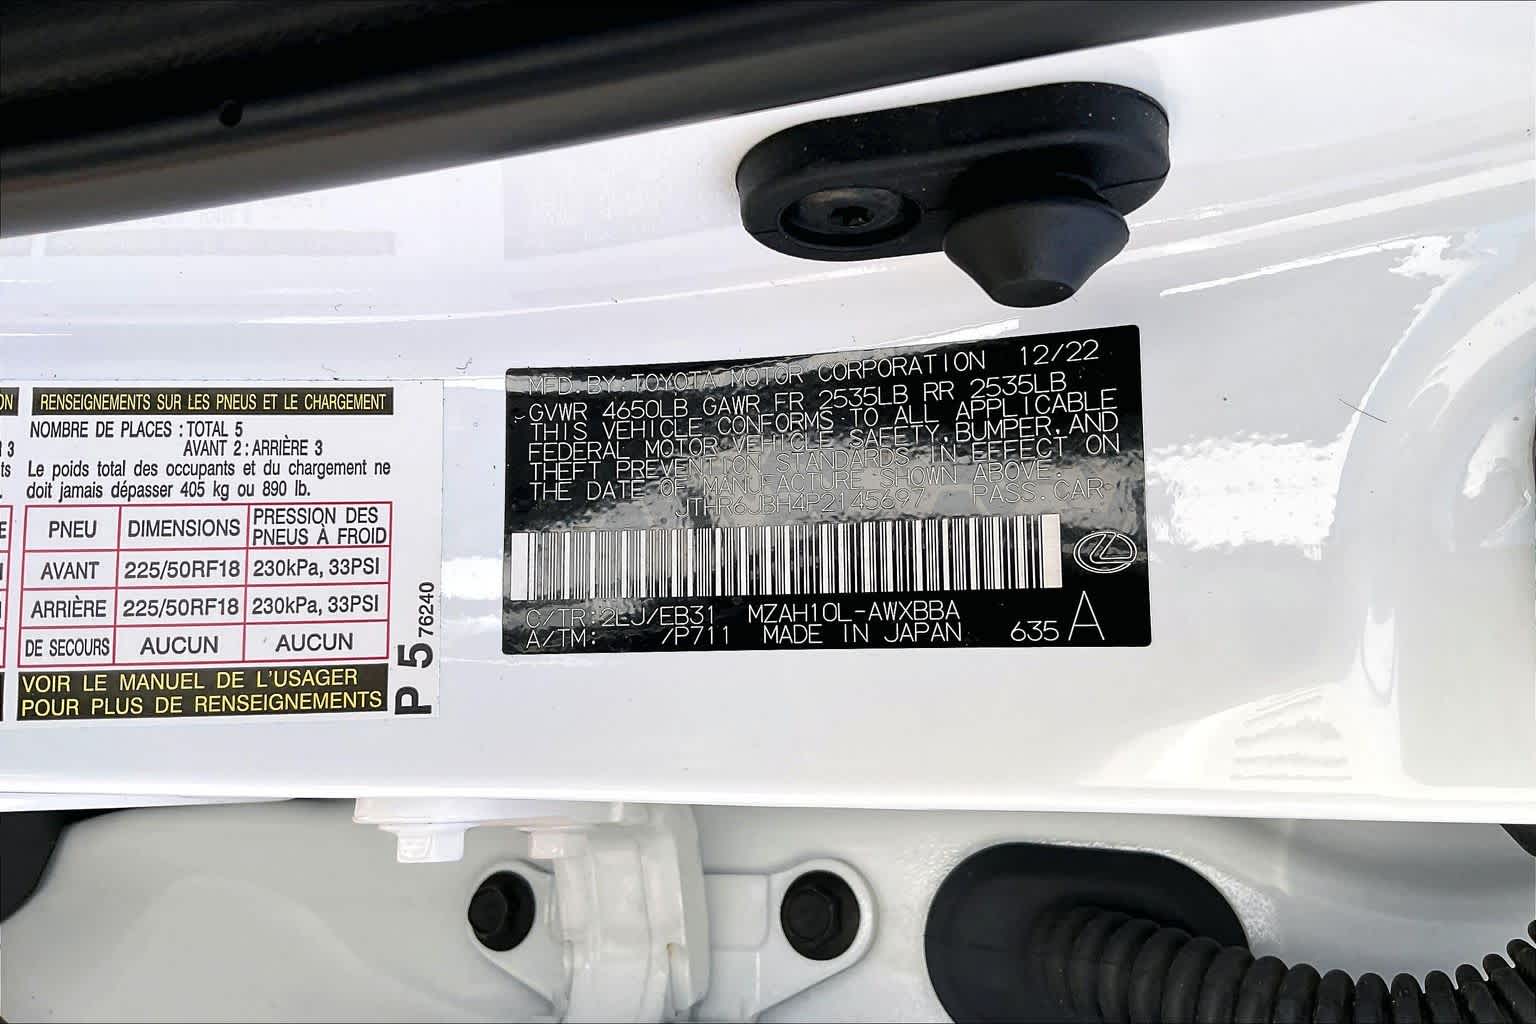 ON
RENSEIGNEMENTS SUR LES PNEUS ET LE CHARGEMENT
NOMBRE DE PLACES : TOTAL 5
AVANT 2 : ARRIÈRE 3
Le poids total des occupants et du chargement ne
doit jamais dépasser 405 kg ou 890 lb.
PNEU DIMENSIONS PRESSION DES PNEUS À FROID
AVANT 225/50RF18 230kPa, 33PSI
ARRIÈRE 225/50RF18 230kPa, 33PSI
DE SECOURS AUCUN AUCUN
VOIR LE MANUEL DE L'USAGER
POUR PLUS DE RENSEIGNEMENTS
P 5 76240
MFD.BY:TOYOTA MOTOR CORPORATION 12/22
GVWR 4650LB GAWR FR 2535LB RR 2535LB
THIS VEHICLE CONFORMS TO ALL APPLICABLE
FEDERAL MOTOR VEHICLE SAFETY,BUMPER,AND
THEFT PREVENTION STANDARDS IN EFFECT ON
THE DATE OF MANUFACTURE SHOWN ABOVE.
JTHR6JBH4P2145697 PASS.CAR
C/TR:2LJ/EB31 MZAH10L-AWXBBA
A/TM: /P711 MADE IN JAPAN 635 A